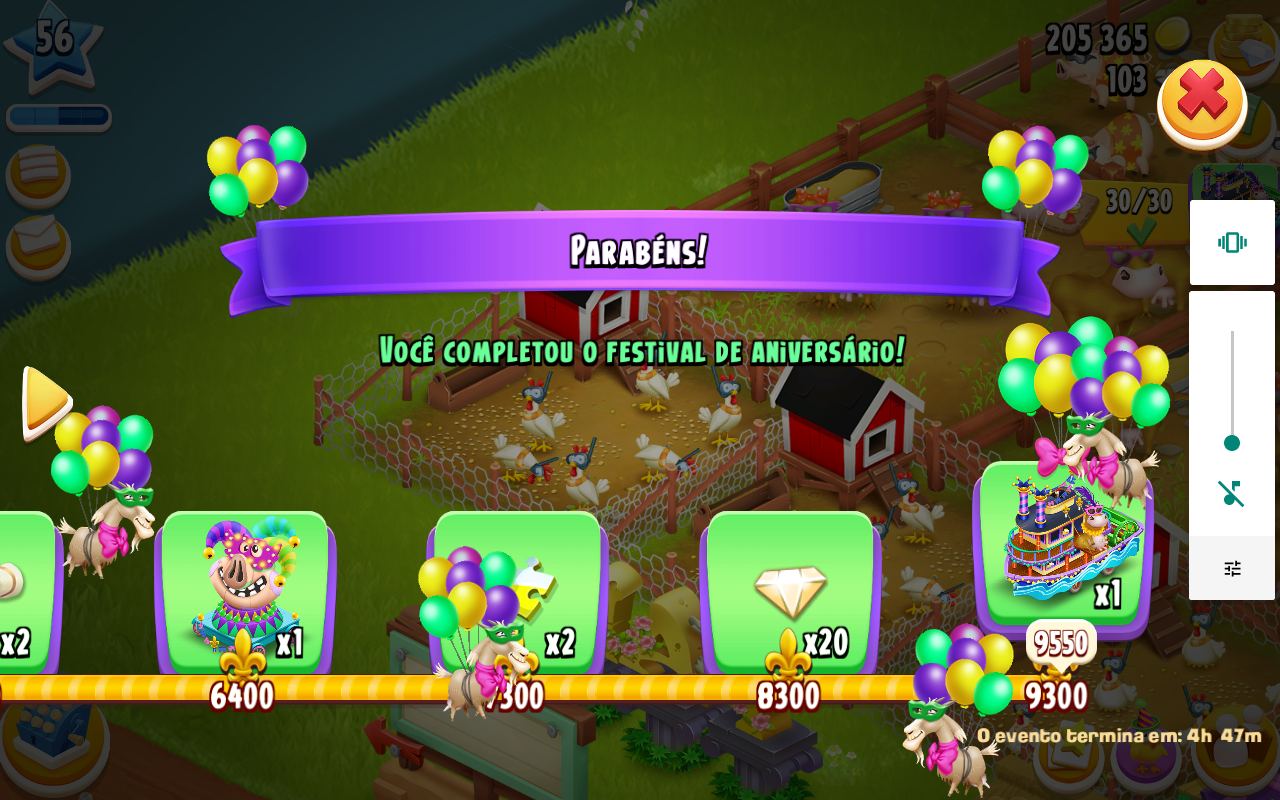 56
205 365
103
30/30
Parabéns!
Você completou o festival de aniversário!
x2
x1
x2
x20
x1
9550
6400
7300
8300
9300
O evento termina em: 4h 47m